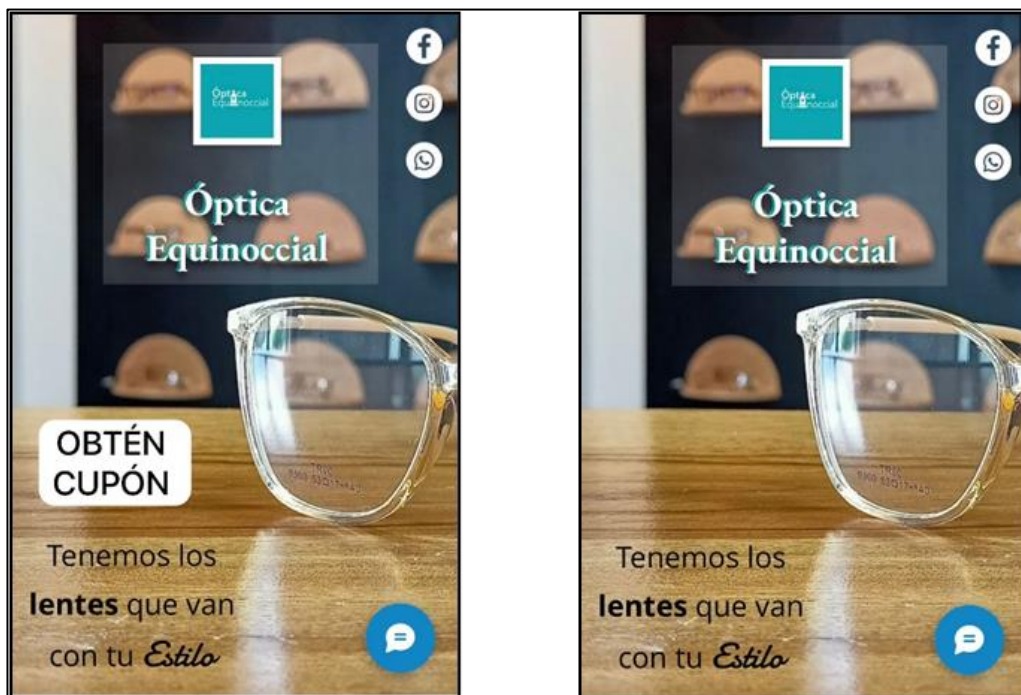 Óptica
Equinoccial
Óptica
Equinoccial
OBTÉN
CUPÓN
Tenemos los
lentes que van
con tu Estilo
Óptica
Equinoccial
Óptica
Equinoccial
Tenemos los
lentes que van
con tu Estilo